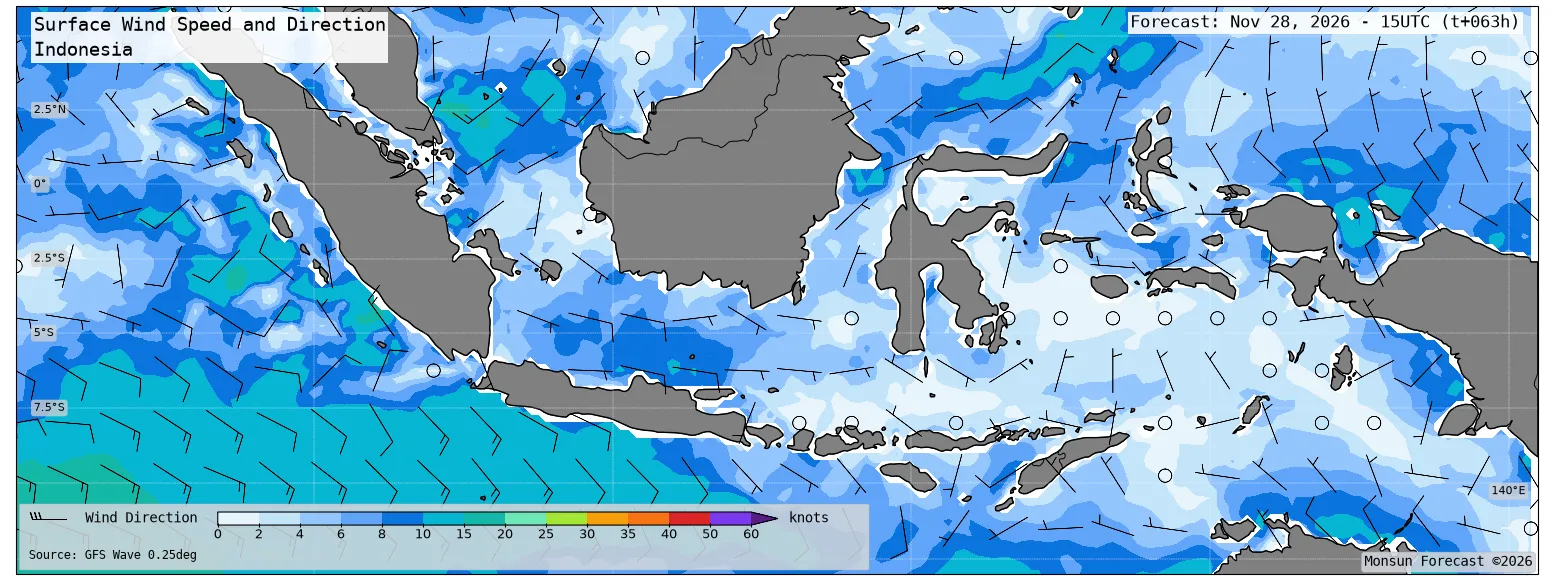 Surface Wind Speed and Direction
Indonesia
Forecast: Nov 28, 2026 - 15UTC (t+063h)
2.5°N
0°
2.5°S
5°S
7.5°S
140°E
Wind Direction
knots
0 2 4 6 8 10 15 20 25 30 40 50 60
Source: GFS Wave 0.25deg
Monsun Forecast ©2026